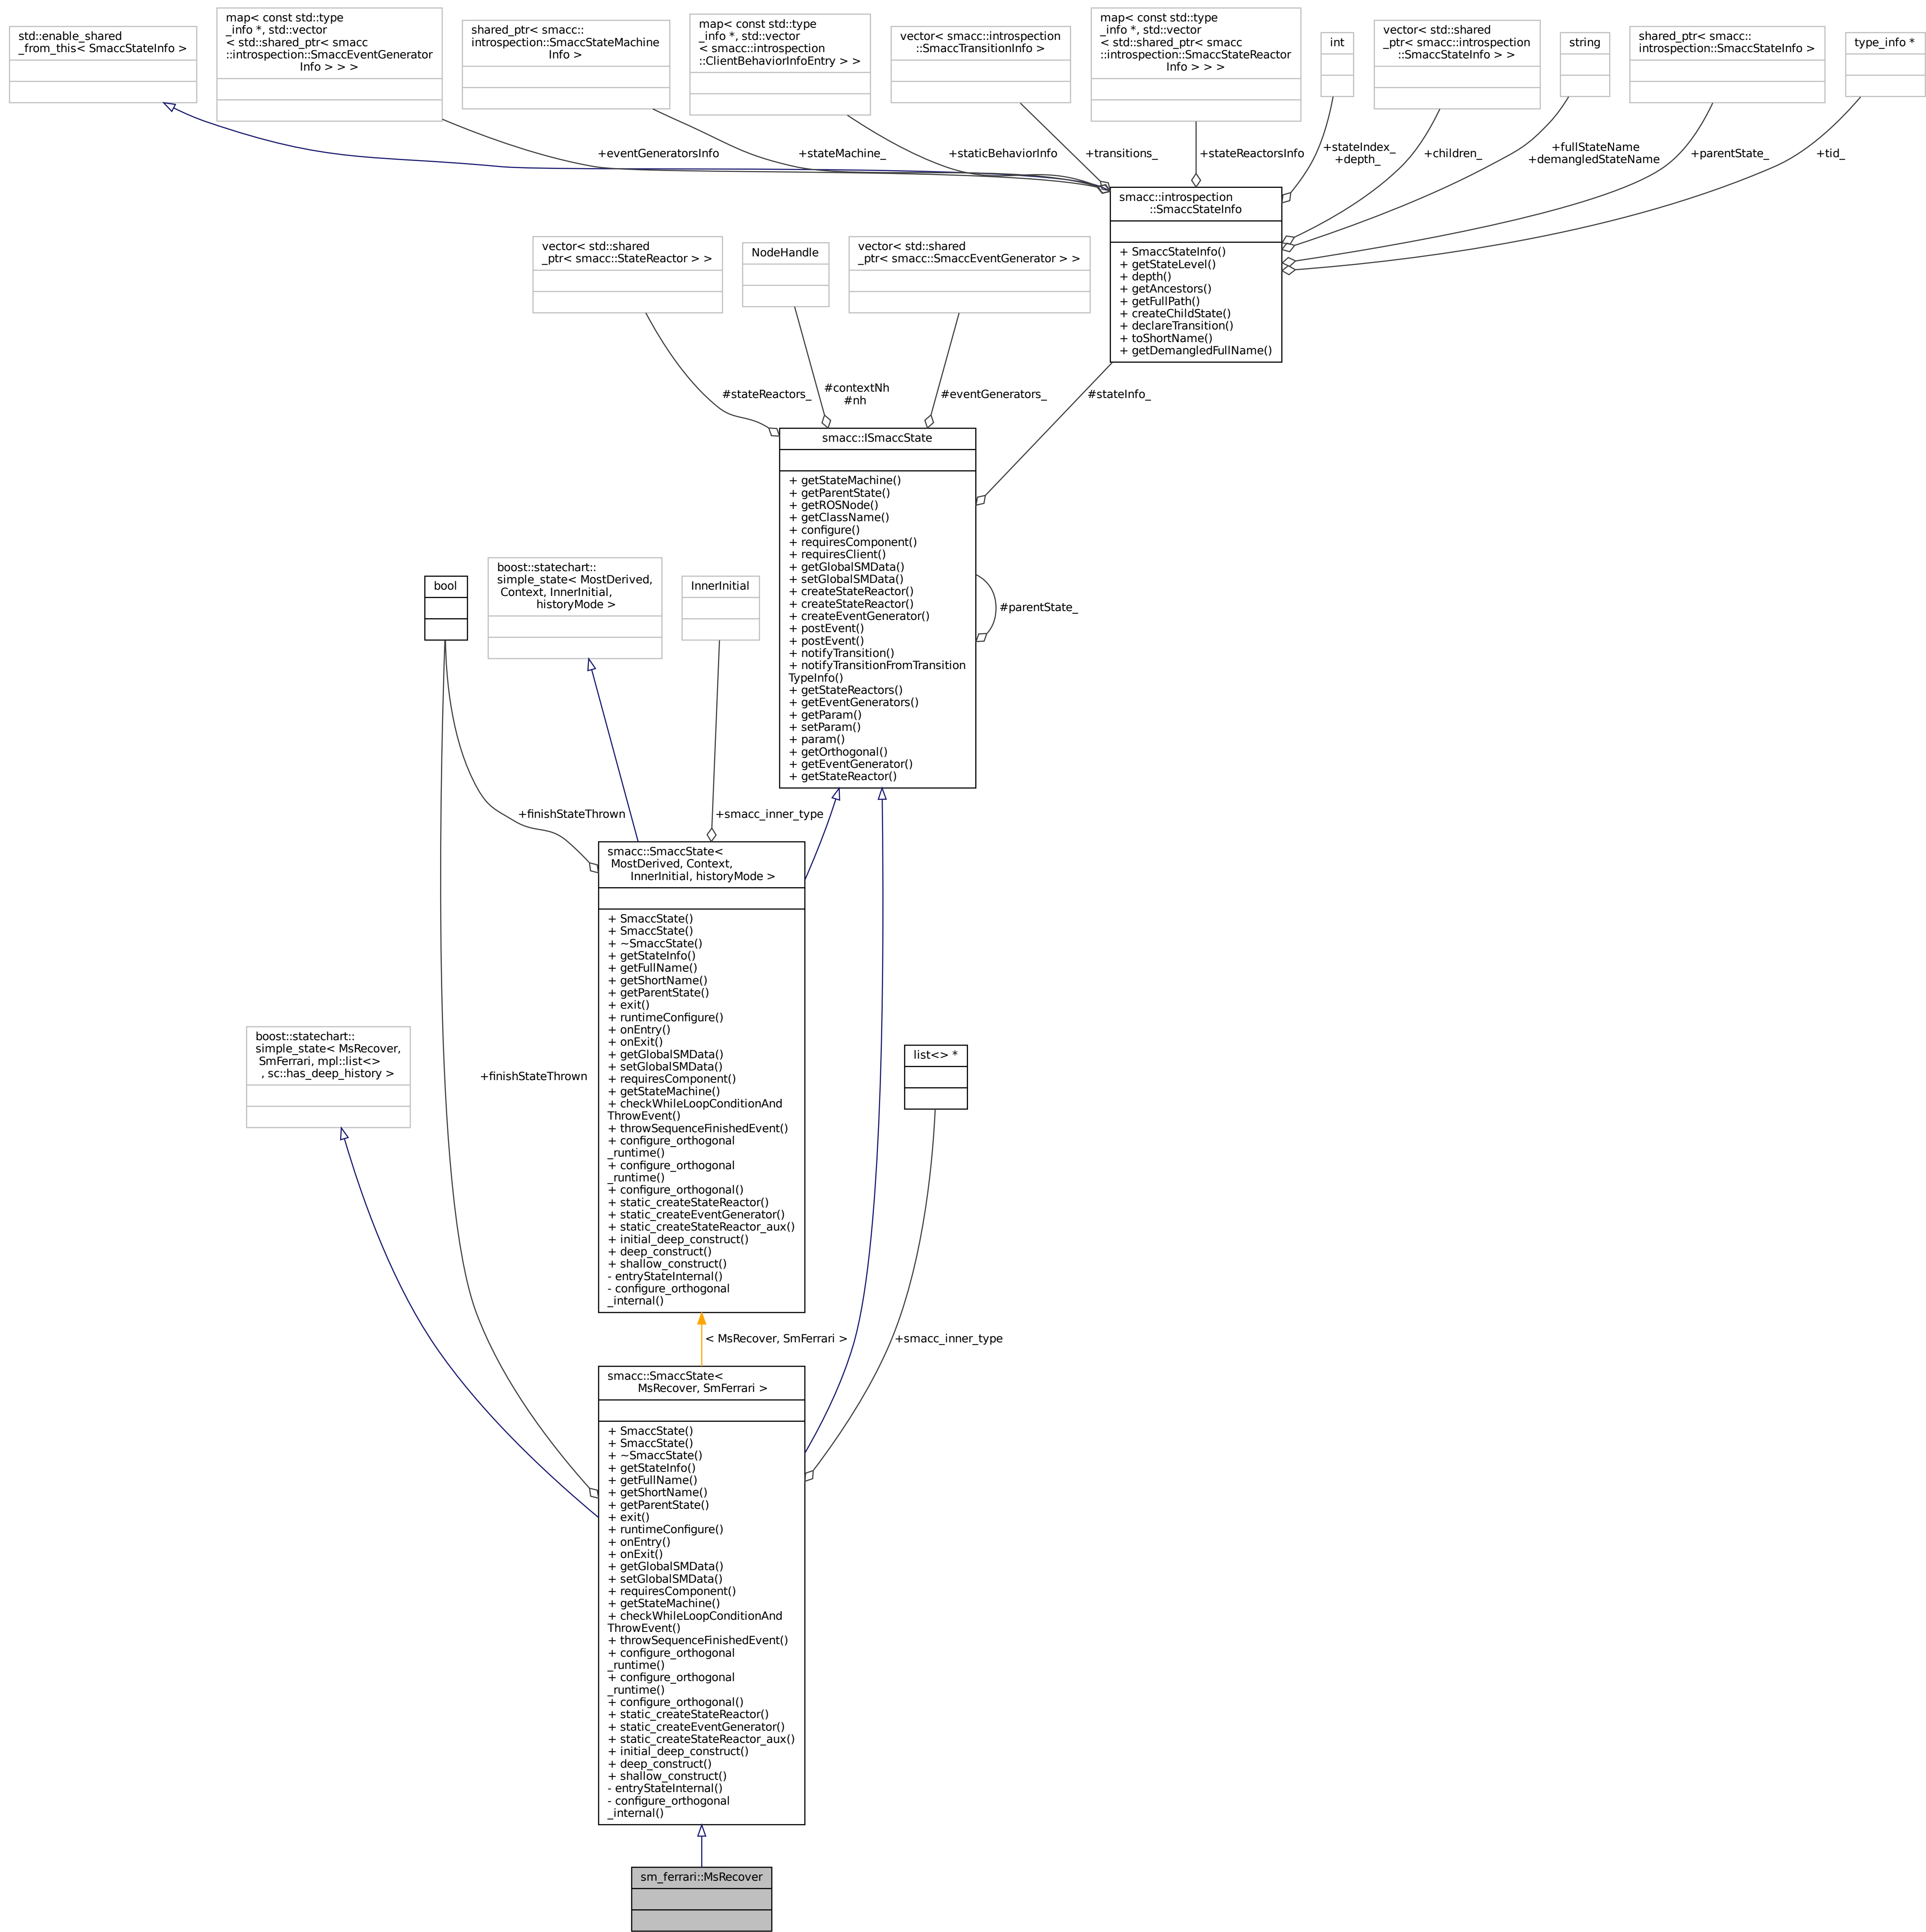 std::enable_shared
_from_this< SmaccStateInfo >
map< const std::type
_info *, std::vector
< std::shared_ptr< smacc
::introspection::SmaccEventGenerator
Info > > >
shared_ptr< smacc::
introspection::SmaccStateMachine
Info >
map< const std::type
_info *, std::vector
< smacc::introspection
::ClientBehaviorInfoEntry > >
vector< smacc::introspection
::SmaccTransitionInfo >
map< const std::type
_info *, std::vector
< std::shared_ptr< smacc
::introspection::SmaccStateReactor
Info > > >
int
vector< std::shared
_ptr< smacc::introspection
::SmaccStateInfo > >
string
shared_ptr< smacc::
introspection::SmaccStateInfo >
type_info *
+eventGeneratorsInfo
+stateMachine_
+staticBehaviorInfo
+transitions_
+stateReactorsInfo
+stateIndex_
+depth_
+children_
+fullStateName
+demangledStateName
+parentState_
+tid_
smacc::introspection
::SmaccStateInfo
+ SmaccStateInfo()
+ getStateLevel()
+ depth()
+ getAncestors()
+ getFullPath()
+ createChildState()
+ declareTransition()
+ toShortName()
+ getDemangledFullName()
vector< std::shared
_ptr< smacc::StateReactor > >
NodeHandle
vector< std::shared
_ptr< smacc::SmaccEventGenerator > >
#stateReactors_
#contextNh
#nh
#eventGenerators_
#stateInfo_
smacc::ISmaccState
+ getStateMachine()
+ getParentState()
+ getROSNode()
+ getClassName()
+ configure()
+ requiresComponent()
+ requiresClient()
+ getGlobalSMData()
+ setGlobalSMData()
+ createStateReactor()
+ createStateReactor()
+ createEventGenerator()
+ postEvent()
+ postEvent()
+ notifyTransition()
+ notifyTransitionFromTransition
TypeInfo()
+ getStateReactors()
+ getEventGenerators()
+ getParam()
+ setParam()
+ param()
+ getOrthogonal()
+ getEventGenerator()
+ getStateReactor()
#parentState_
bool
boost::statechart::
simple_state< MostDerived,
Context, InnerInitial,
historyMode >
InnerInitial
+finishStateThrown
+smacc_inner_type
smacc::SmaccState<
MostDerived, Context,
InnerInitial, historyMode >
+ SmaccState()
+ SmaccState()
+ ~SmaccState()
+ getStateInfo()
+ getFullName()
+ getShortName()
+ getParentState()
+ exit()
+ runtimeConfigure()
+ onEntry()
+ onExit()
+ getGlobalSMData()
+ setGlobalSMData()
+ requiresComponent()
+ getStateMachine()
+ checkWhileLoopConditionAnd
ThrowEvent()
+ throwSequenceFinishedEvent()
+ configure_orthogonal
_runtime()
+ configure_orthogonal
_runtime()
+ configure_orthogonal()
+ static_createStateReactor()
+ static_createEventGenerator()
+ static_createStateReactor_aux()
+ initial_deep_construct()
+ deep_construct()
+ shallow_construct()
- entryStateInternal()
- configure_orthogonal
_internal()
boost::statechart::
simple_state< MsRecover,
SmFerrari, mpl::list<>
, sc::has_deep_history >
+finishStateThrown
list<> *
< MsRecover, SmFerrari >
+smacc_inner_type
smacc::SmaccState<
MsRecover, SmFerrari >
+ SmaccState()
+ SmaccState()
+ ~SmaccState()
+ getStateInfo()
+ getFullName()
+ getShortName()
+ getParentState()
+ exit()
+ runtimeConfigure()
+ onEntry()
+ onExit()
+ getGlobalSMData()
+ setGlobalSMData()
+ requiresComponent()
+ getStateMachine()
+ checkWhileLoopConditionAnd
ThrowEvent()
+ throwSequenceFinishedEvent()
+ configure_orthogonal
_runtime()
+ configure_orthogonal
_runtime()
+ configure_orthogonal()
+ static_createStateReactor()
+ static_createEventGenerator()
+ static_createStateReactor_aux()
+ initial_deep_construct()
+ deep_construct()
+ shallow_construct()
- entryStateInternal()
- configure_orthogonal
_internal()
sm_ferrari::MsRecover